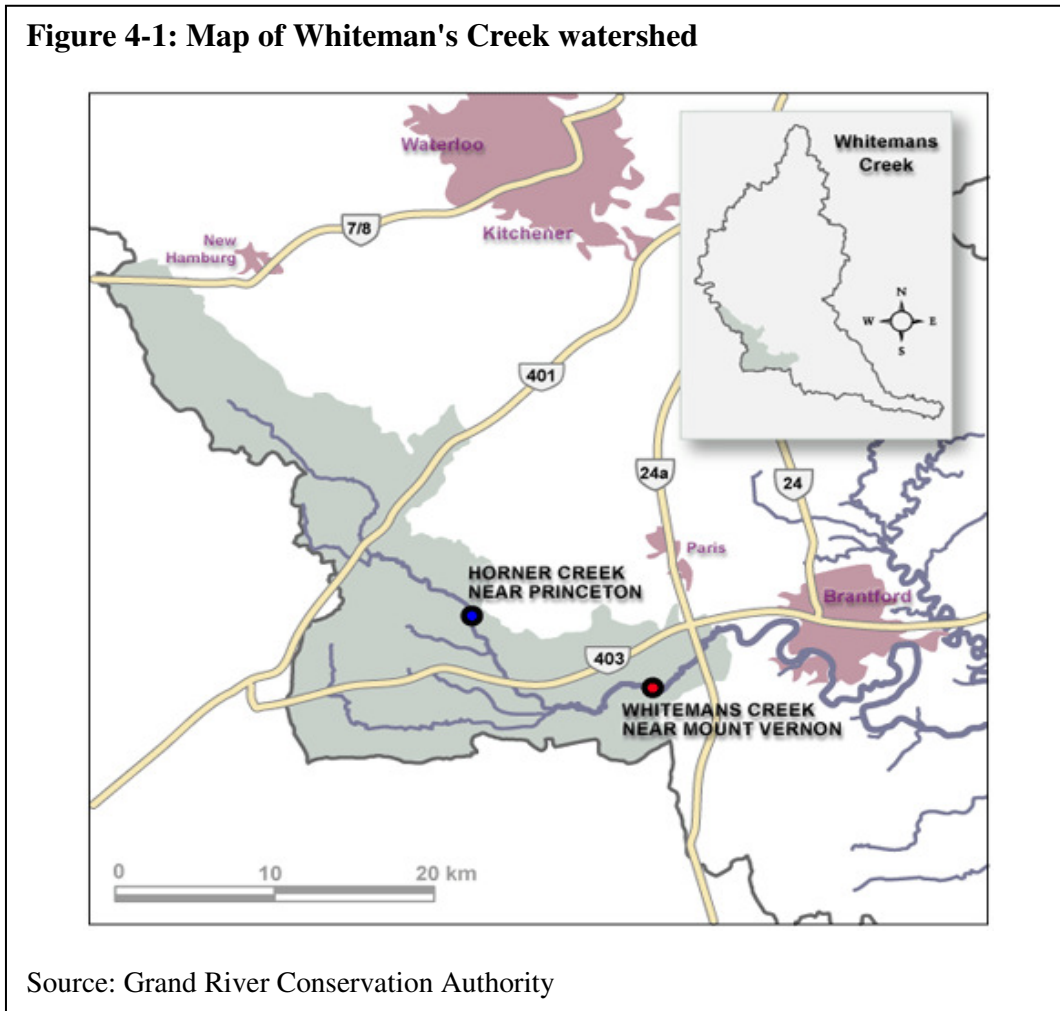 Figure 4-1: Map of Whiteman's Creek watershed
Waterloo
Whitemans
Creek
7/8
New
Hamburg
Kitchener
N
W
E
S
401
24a
24
Paris
HORNER CREEK
NEAR PRINCETON
Brantford
403
WHITEMANS CREEK
NEAR MOUNT VERNON
0 10 20 km
Source: Grand River Conservation Authority